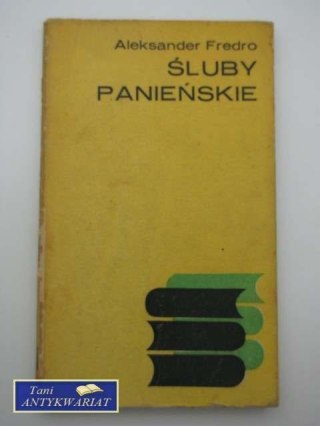 Aleksander Fredro
ŚLUBY
PANIEŃSKIE
Tani
ANTYKWARIAT